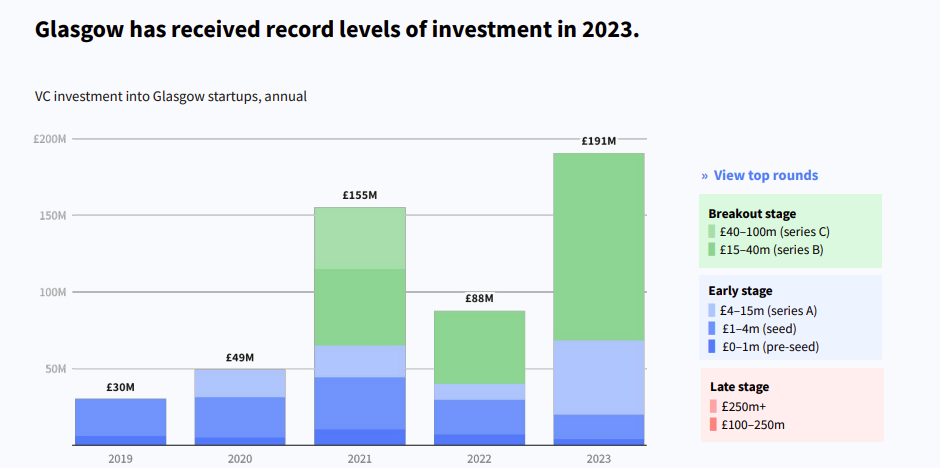 Glasgow has received record levels of investment in 2023.
VC investment into Glasgow startups, annual
£200M
150M
100M
50M
£30M
£49M
£155M
£88M
£191M
2019
2020
2021
2022
2023
» View top rounds
Breakout stage
£40–100m (series C)
£15–40m (series B)
Early stage
£4–15m (series A)
£1–4m (seed)
£0–1m (pre-seed)
Late stage
£250m+
£100–250m